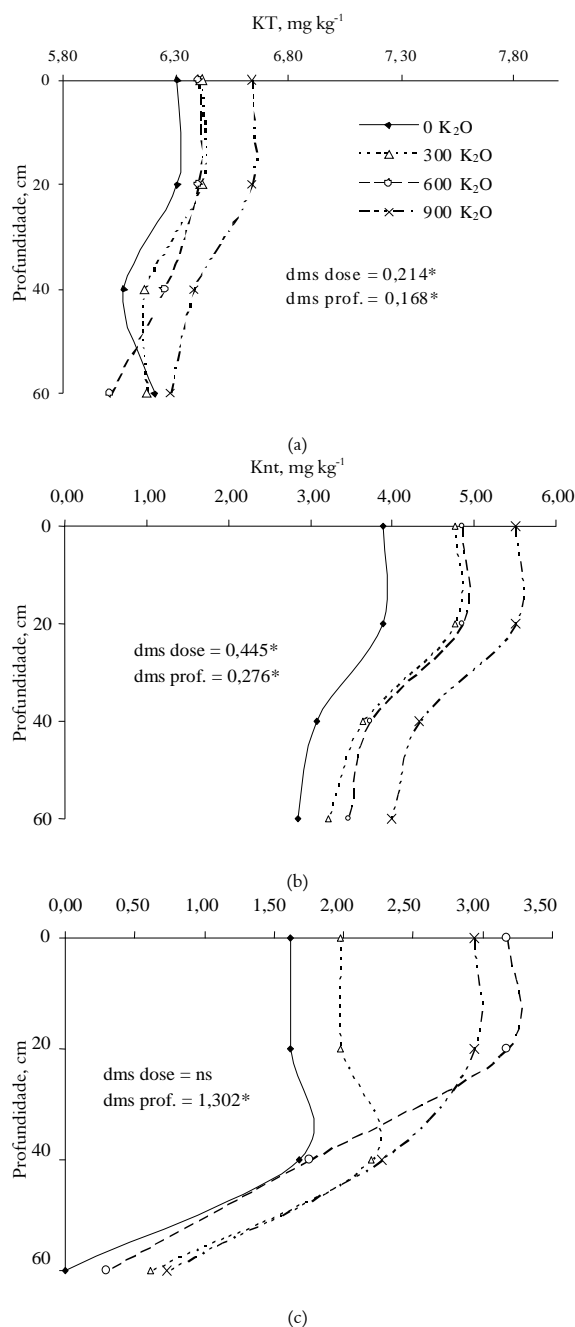 KT, mg kg⁻¹
5,80 6,30 6,80 7,30 7,80
0
20
40
60
Profundidade, cm
0 K₂O
300 K₂O
600 K₂O
900 K₂O
dms dose = 0,214*
dms prof. = 0,168*
(a)
Knt, mg kg⁻¹
0,00 1,00 2,00 3,00 4,00 5,00 6,00
0
20
40
60
Profundidade, cm
dms dose = 0,445*
dms prof. = 0,276*
(b)
0,00 0,50 1,00 1,50 2,00 2,50 3,00 3,50
0
20
40
60
Profundidade, cm
dms dose = ns
dms prof. = 1,302*
(c)